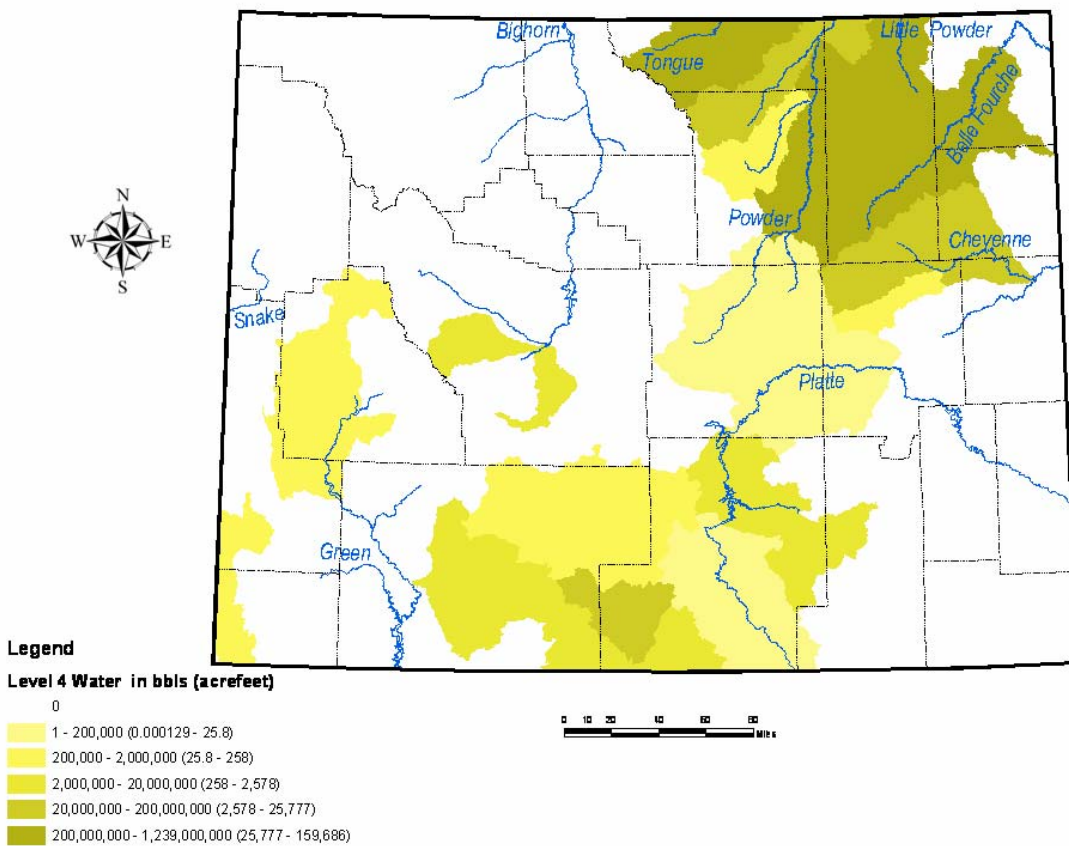 Bighorn
Tongue
Little Powder
Belle Fourche
N
W E
S
Powder
Cheyenne
Snake
Platte
Green
Legend
Level 4 Water in bbls (acrefeet)
0
1 - 200,000 (0.000129 - 25.8)
200,000 - 2,000,000 (25.8 - 258)
2,000,000 - 20,000,000 (258 - 2,578)
20,000,000 - 200,000,000 (2,578 - 25,777)
200,000,000 - 1,239,000,000 (25,777 - 159,686)
0 10 20 40 60 80
Miles